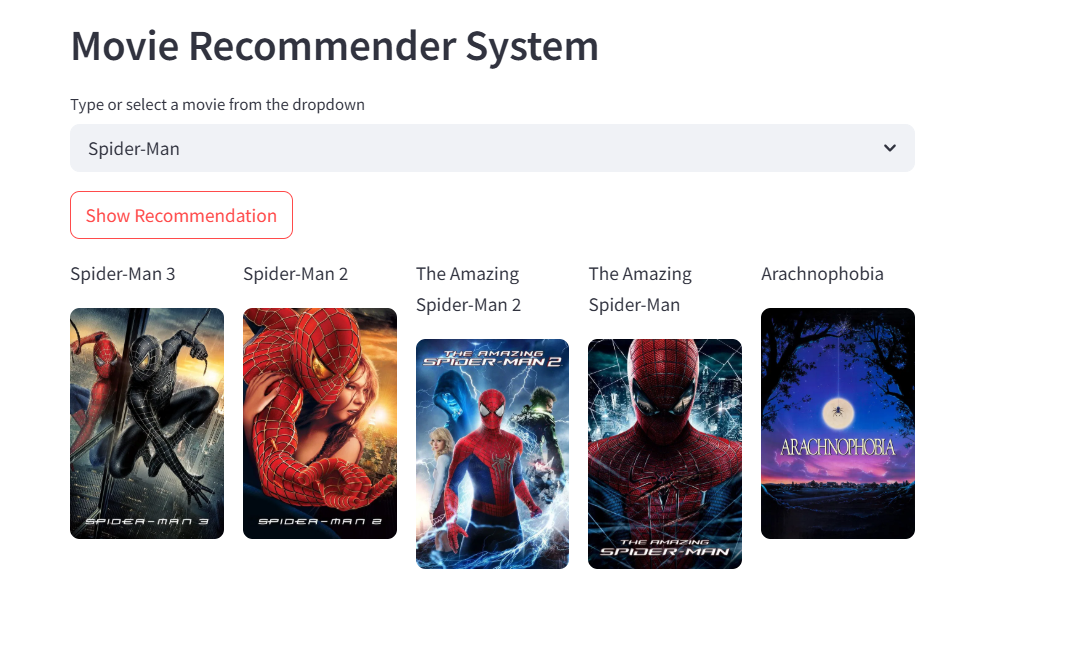 Movie Recommender System
Type or select a movie from the dropdown
Spider-Man
Show Recommendation
Spider-Man 3
Spider-Man 2
The Amazing
Spider-Man 2
The Amazing
Spider-Man
Arachnophobia
SPIDER-MAN 3
SPIDER-MAN 2
THE AMAZING
SPIDER-MAN 2
THE AMAZING
SPIDER-MAN
ARACHNOPHOBIA